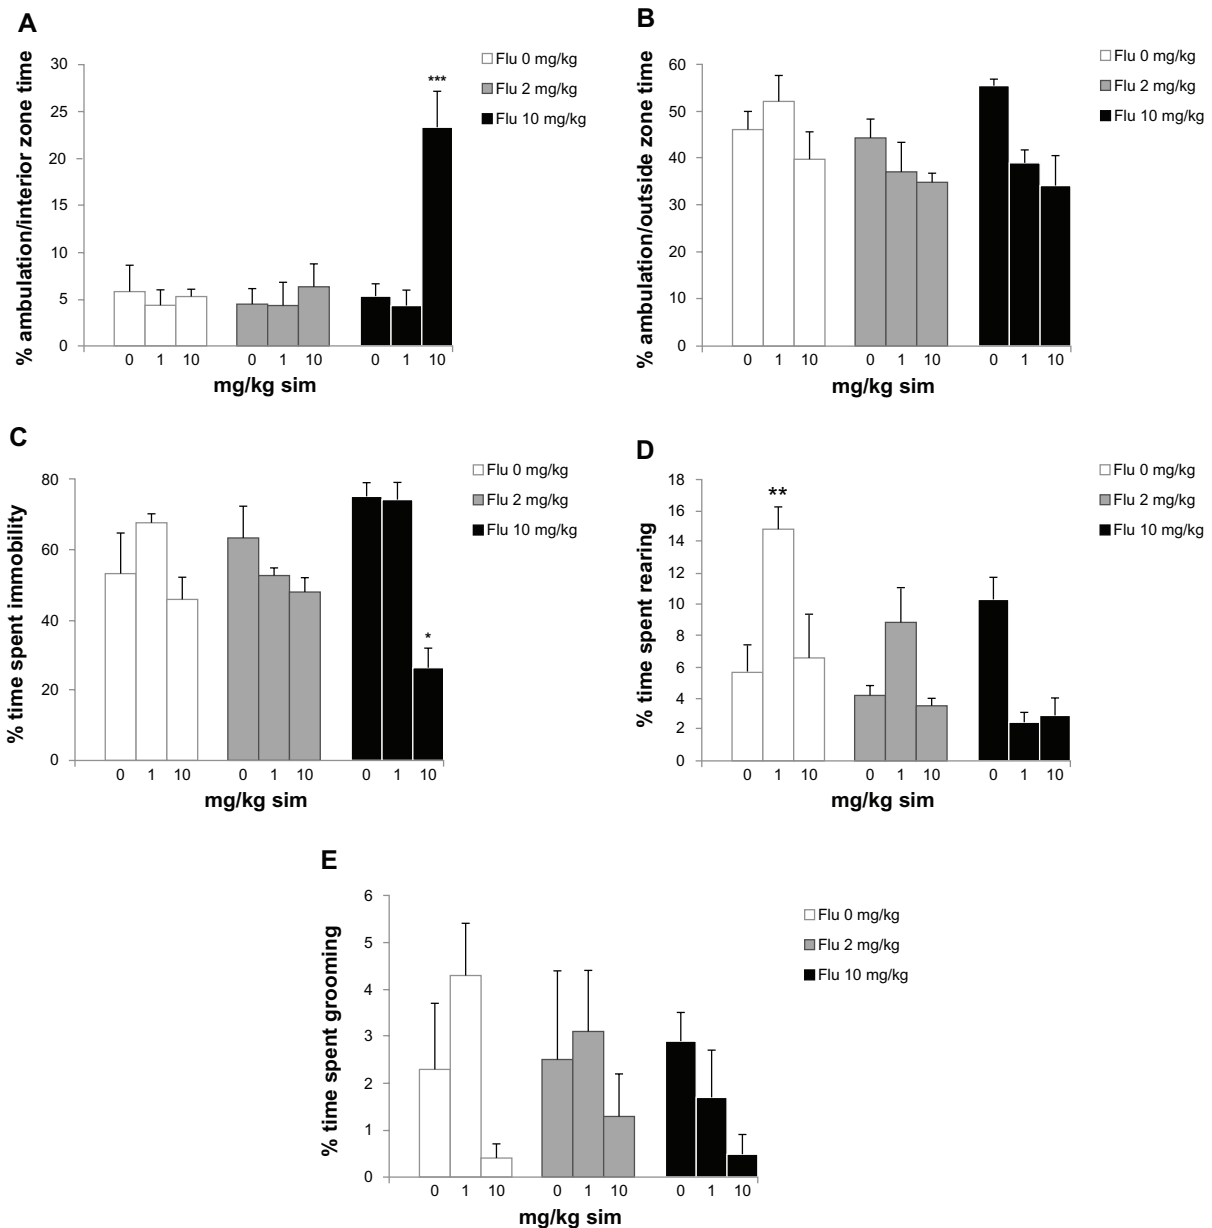 A
% ambulation/interior zone time
30
25
20
15
10
5
0
***
0 1 10 0 1 10 0 1 10
mg/kg sim
Flu 0 mg/kg
Flu 2 mg/kg
Flu 10 mg/kg
B
% ambulation/outside zone time
60
50
40
30
20
10
0
0 1 10 0 1 10 0 1 10
mg/kg sim
Flu 0 mg/kg
Flu 2 mg/kg
Flu 10 mg/kg
C
% time spent immobility
80
60
40
20
0
*
0 1 10 0 1 10 0 1 10
mg/kg sim
Flu 0 mg/kg
Flu 2 mg/kg
Flu 10 mg/kg
D
% time spent rearing
18
16
14
12
10
8
6
4
2
0
**
0 1 10 0 1 10 0 1 10
mg/kg sim
Flu 0 mg/kg
Flu 2 mg/kg
Flu 10 mg/kg
E
% time spent grooming
6
5
4
3
2
1
0
0 1 10 0 1 10 0 1 10
mg/kg sim
Flu 0 mg/kg
Flu 2 mg/kg
Flu 10 mg/kg